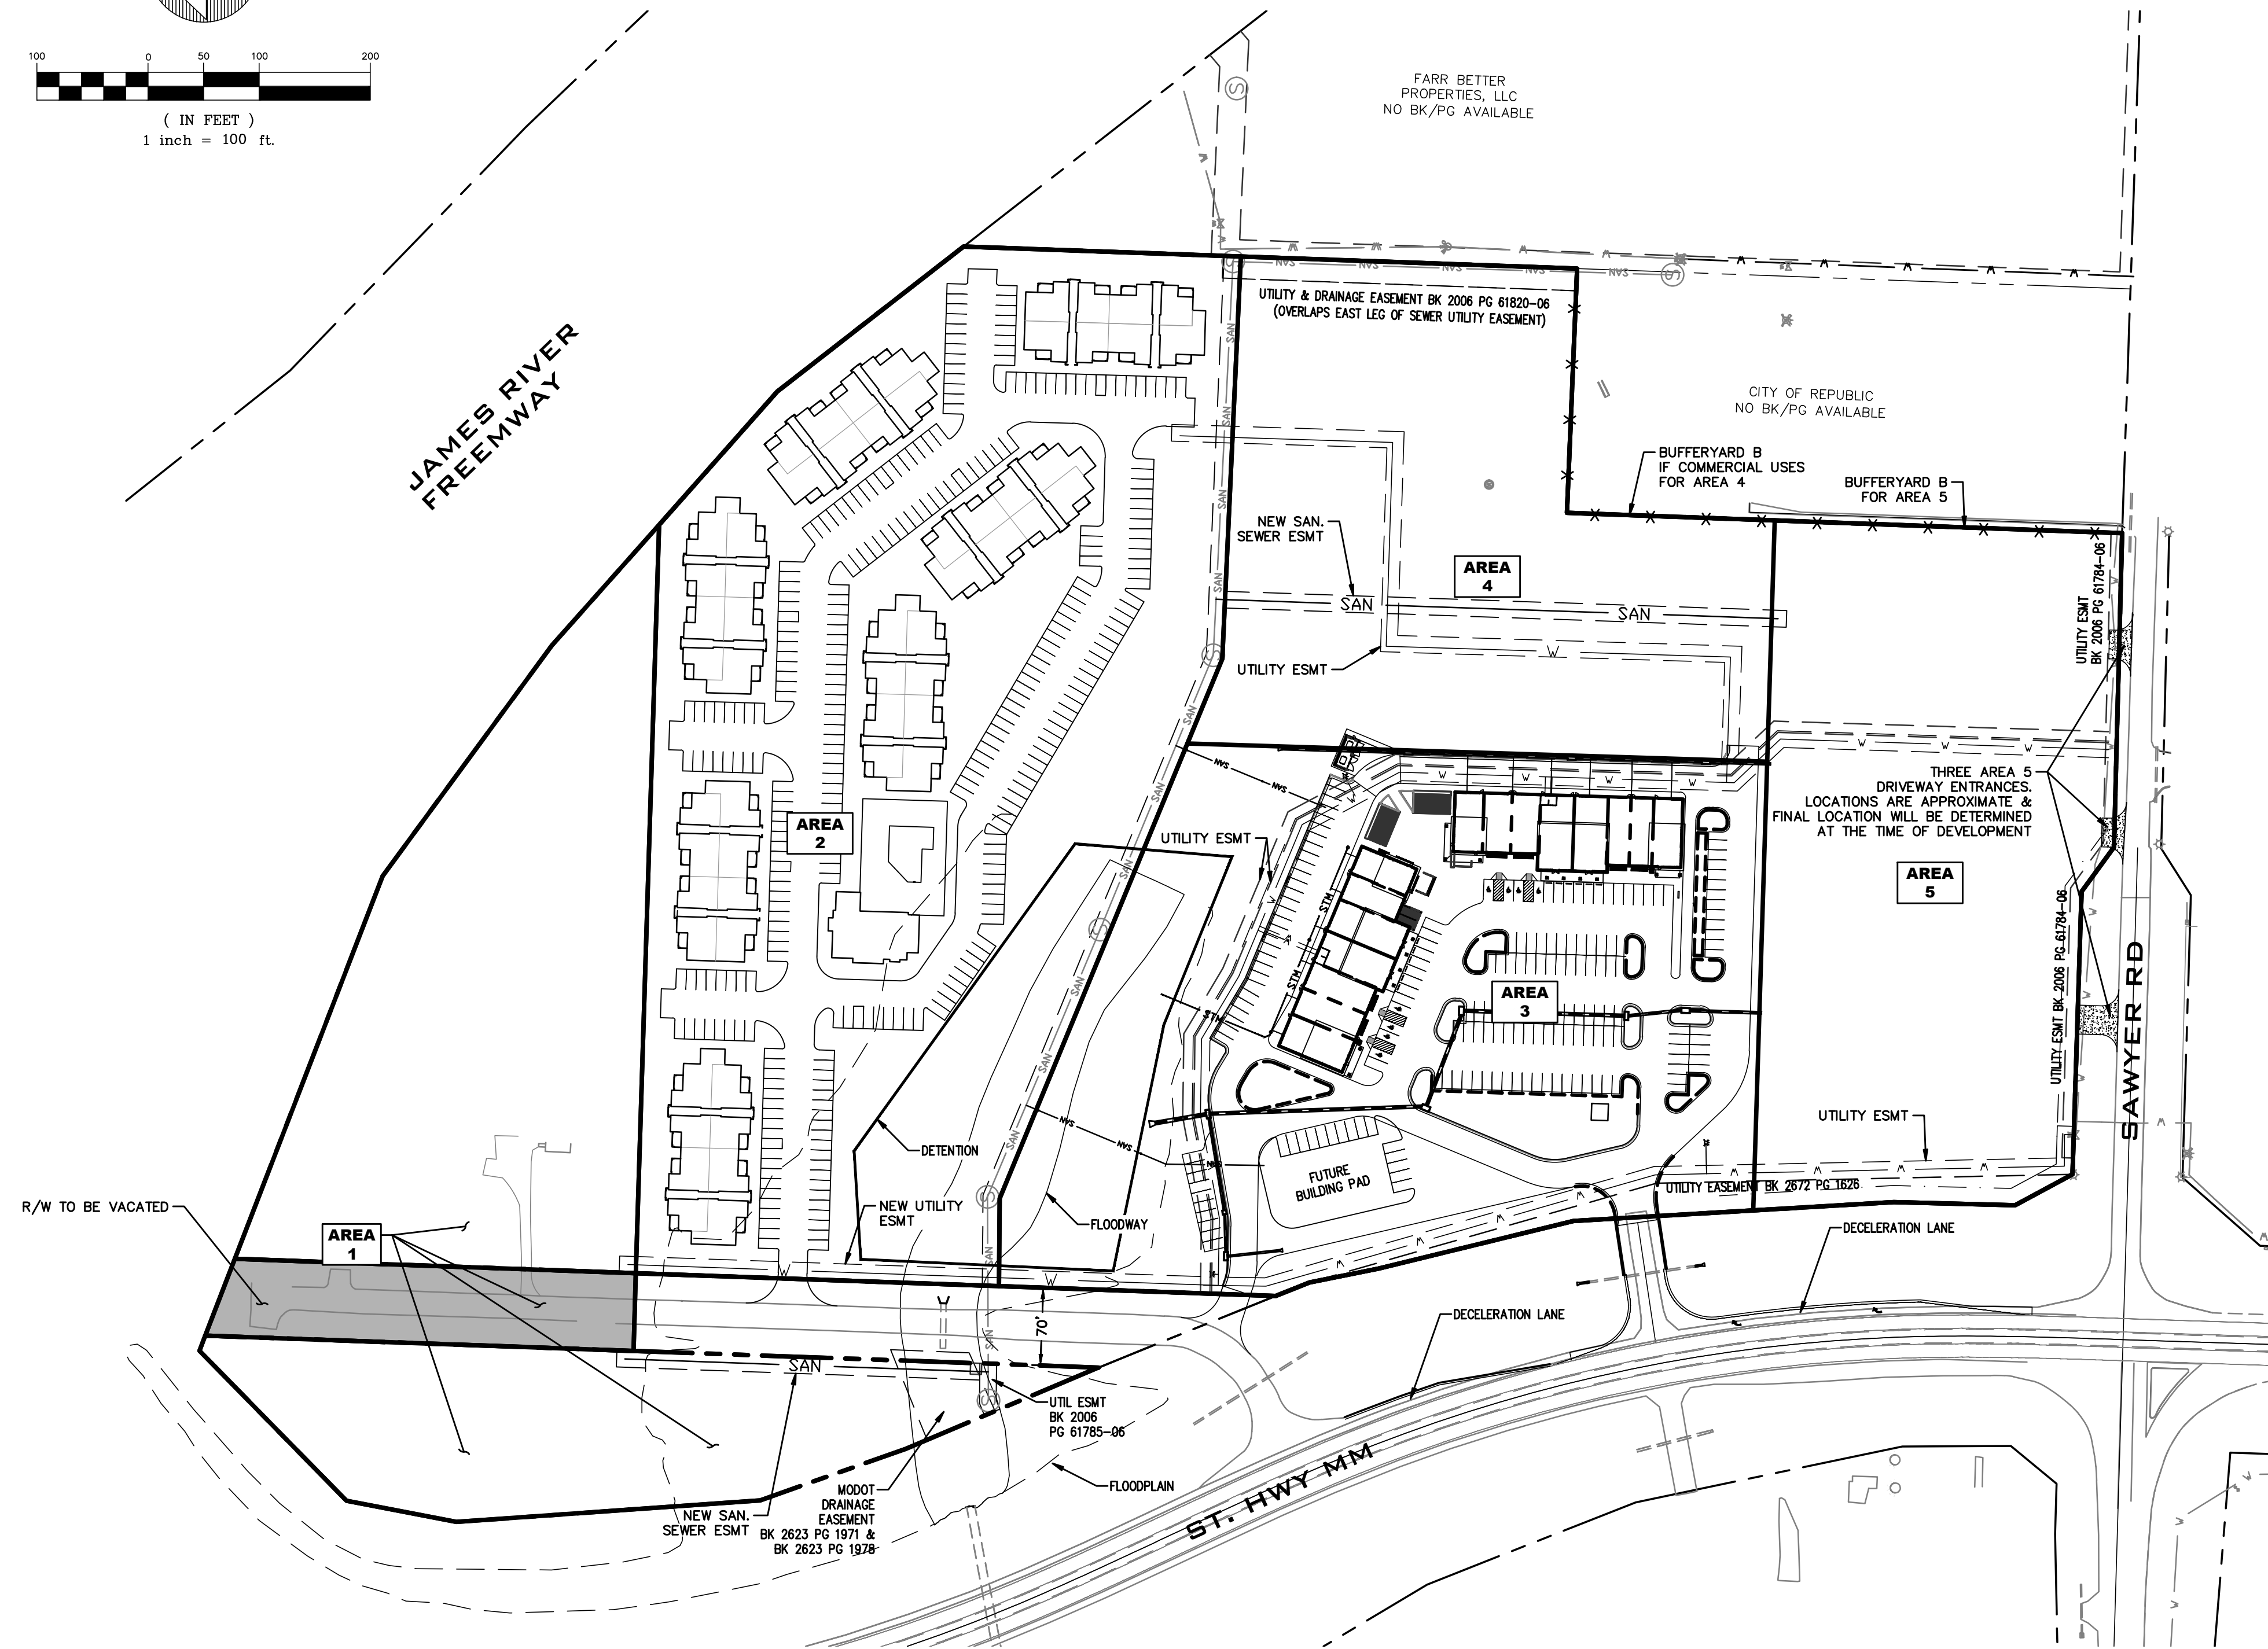 100 0 50 100 200
( IN FEET )
1 inch = 100 ft.
FARR BETTER
PROPERTIES, LLC
NO BK/PG AVAILABLE
JAMES RIVER
FREEMWAY
UTILITY & DRAINAGE EASEMENT BK 2006 PG 61820-06
(OVERLAPS EAST LEG OF SEWER UTILITY EASEMENT)
CITY OF REPUBLIC
NO BK/PG AVAILABLE
BUFFERYARD B
IF COMMERCIAL USES
FOR AREA 4
BUFFERYARD B
FOR AREA 5
NEW SAN.
SEWER ESMT
AREA
4
SAN
SAN
UTILITY ESMT
W
UTILITY ESMT
BK 2006 PG 61784-06
THREE AREA 5
DRIVEWAY ENTRANCES.
LOCATIONS ARE APPROXIMATE &
FINAL LOCATION WILL BE DETERMINED
AT THE TIME OF DEVELOPMENT
AREA
2
UTILITY ESMT
AREA
5
STM
STM
STM
AREA
3
UTILITY ESMT BK 2006 PG 61784-06
SAWYER RD
UTILITY ESMT
DETENTION
FUTURE
BUILDING PAD
UTILITY EASEMENT BK 2672 PG 1626
NEW UTILITY
ESMT
FLOODWAY
DECELERATION LANE
R/W TO BE VACATED
AREA
1
W
W
70'
DECELERATION LANE
SAN
UTIL ESMT
BK 2006
PG 61785-06
FLOODPLAIN
MODOT
DRAINAGE
EASEMENT
BK 2623 PG 1971 &
BK 2623 PG 1978
NEW SAN.
SEWER ESMT
ST. HWY MM